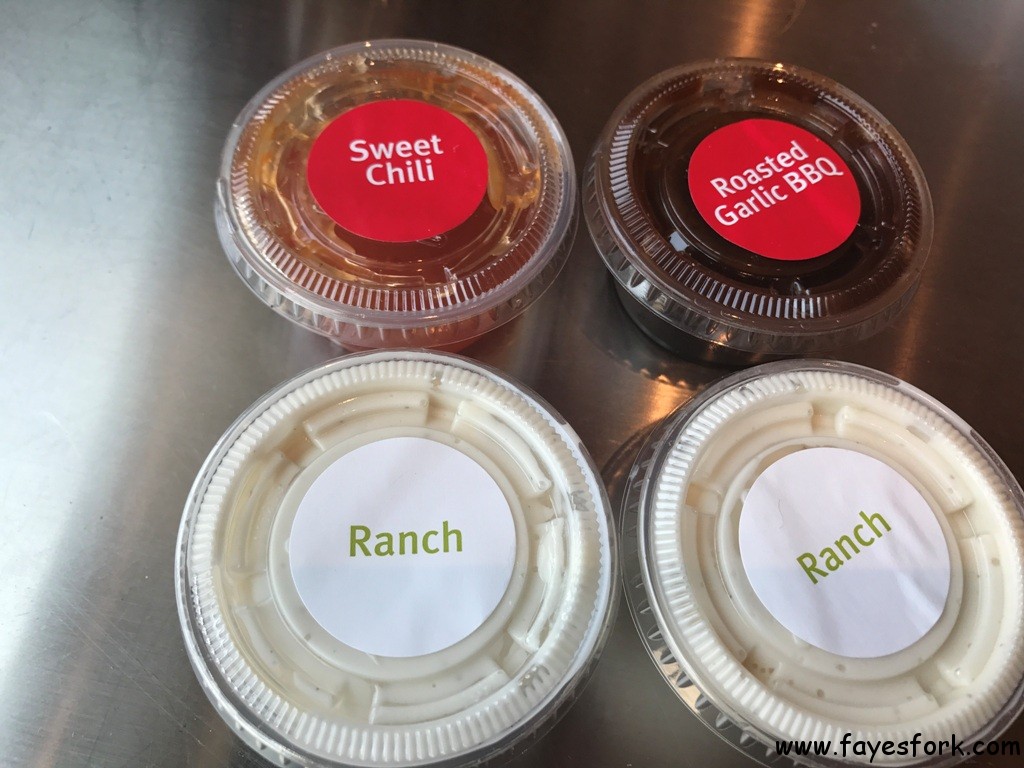 Sweet
Chili
Roasted
Garlic BBQ
Ranch
Ranch
www.fayesfork.com